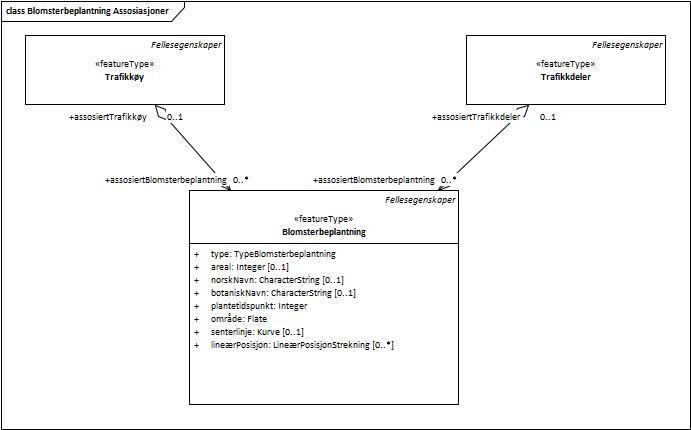 class Blomsterbeplantning Assosiasjoner
Fellesegenskaper
«featureType»
Trafikkøy
Fellesegenskaper
«featureType»
Trafikkdeler
+assosiertTrafikkøy 0..1
+assosiertTrafikkdeler 0..1
+assosiertBlomsterbeplantning 0..*
+assosiertBlomsterbeplantning 0..*
Fellesegenskaper
«featureType»
Blomsterbeplantning
+ type: TypeBlomsterbeplantning
+ areal: Integer [0..1]
+ norskNavn: CharacterString [0..1]
+ botaniskNavn: CharacterString [0..1]
+ plantetidspunkt: Integer
+ område: Flate
+ senterlinje: Kurve [0..1]
+ lineærPosisjon: LineærPosisjonStrekning [0..*]